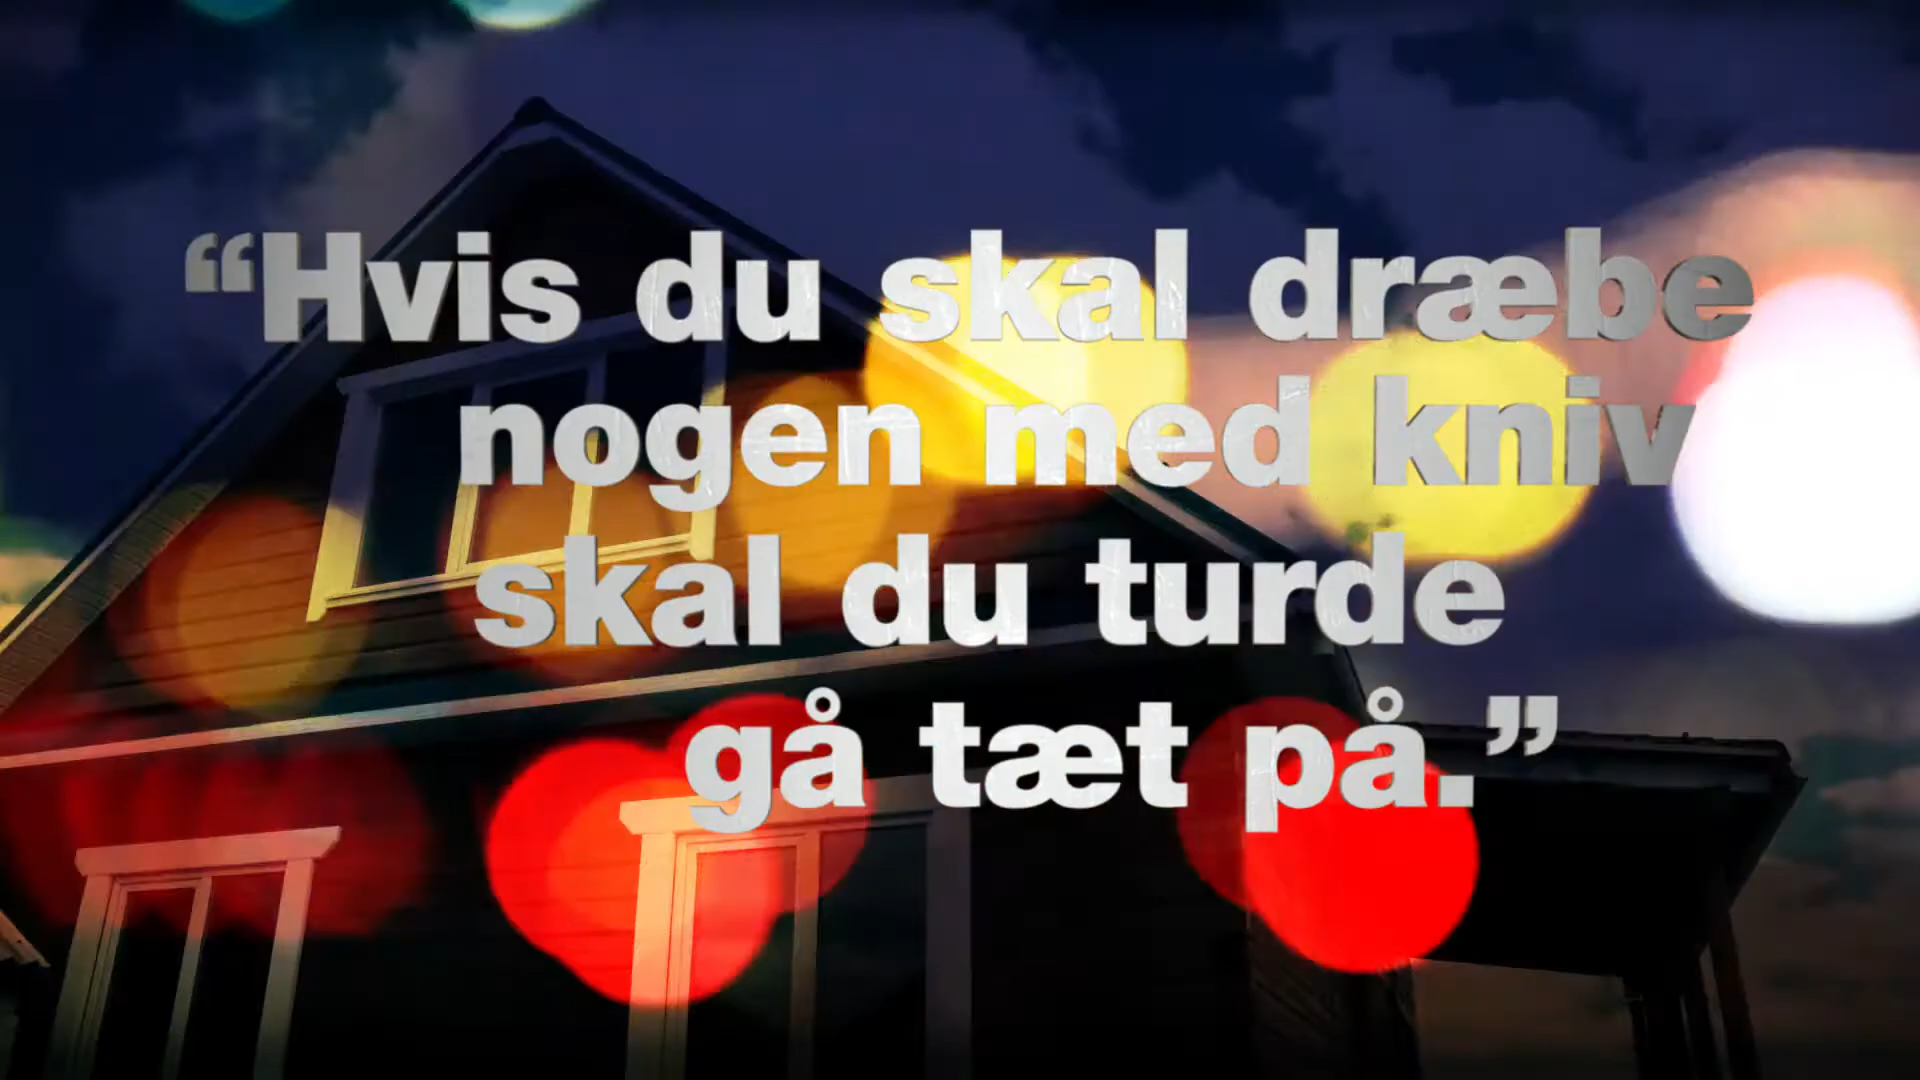 “Hvis du skal dræbe
nogen med kniv
skal du turde
gå tæt på.”